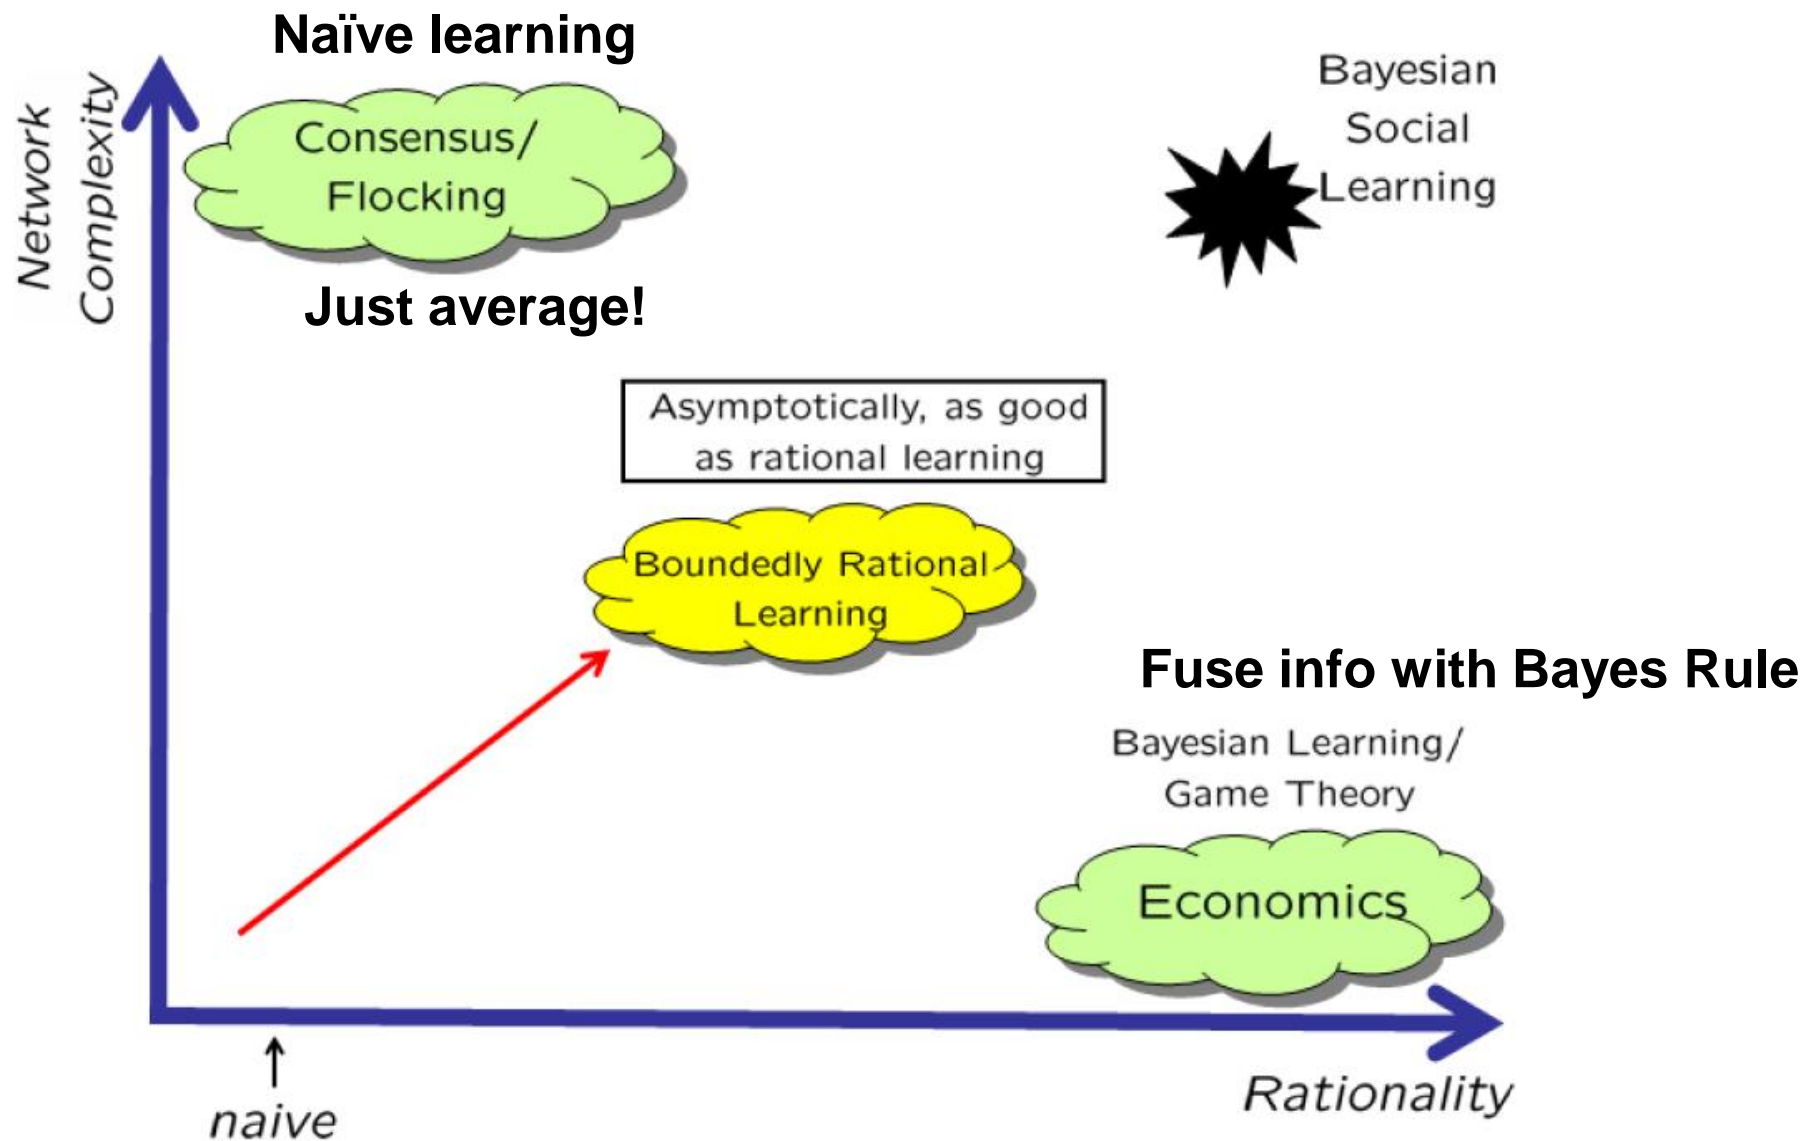 Naïve learning
Network
Complexity
Consensus/
Flocking
Just average!
Bayesian
Social
Learning
Asymptotically, as good
as rational learning
Boundedly Rational
Learning
Fuse info with Bayes Rule
Bayesian Learning/
Game Theory
Economics
naive
Rationality